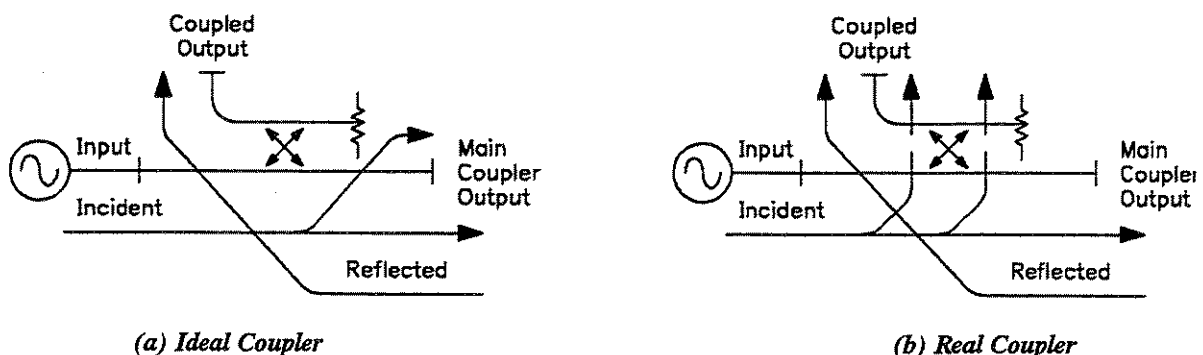 Coupled
Output
Input
Incident
Main
Coupler
Output
Reflected
(a) Ideal Coupler
Coupled
Output
Input
Incident
Main
Coupler
Output
Reflected
(b) Real Coupler